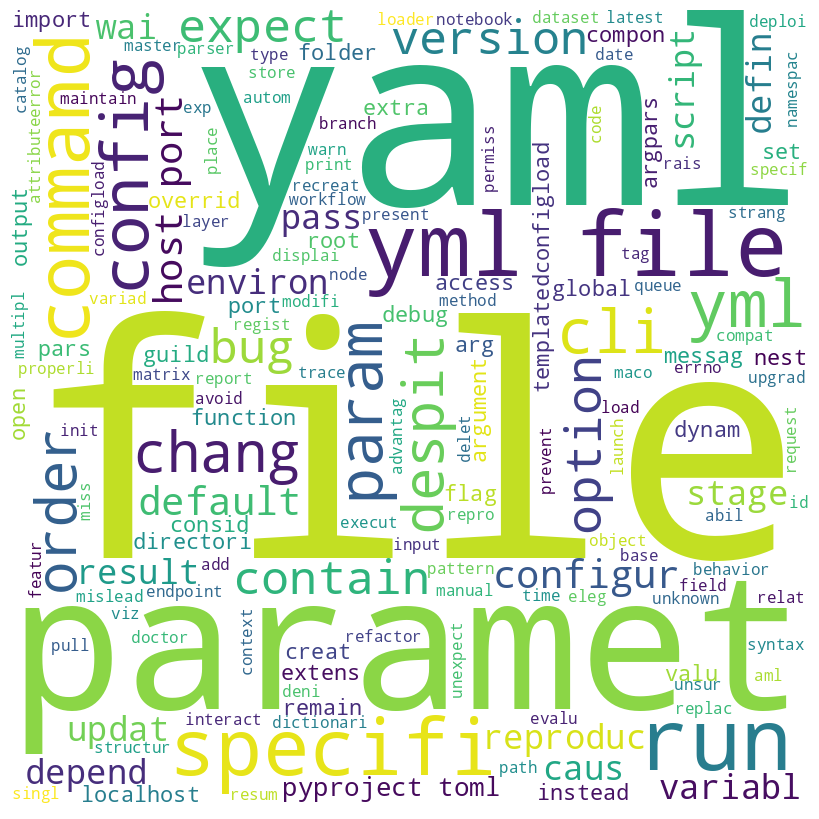 import
wai
expect
loader
notebook
dataset
latest
deploi
version
compon
master
parser
type
folder
date
catalog
attributeerror
command
maintain
config
configload
host port
exp
place
store
autom
yaml
extra
branch
warn
print
permiss
code
argpars
script
defin
namespac
set
specif
rais
strang
output
multipl
overrid
recreat
workflow
layer
pass
present
yml file
root
displai
environ
node
access
method
templatedconfigload
global
tag
queue
variad
port
modifi
debug
yml
compat
pars
properli
open
guild
regist
bug
param
despit
arg
cli
messag
nest
matrix
report
trace
argument
errno
maco
load
upgrad
function
avoid
advantag
delet
option
launch
request
init
file
chang
order
dynam
default
flag
prevent
stage
id
miss
consid
execut
repro
abil
directori
input
object
base
featur
result
contain
pattern
configur
behavior
mislead
endpoint
manual
time
eleg
unknown
field
relat
viz
paramet
pull
doctor
context
refactor
unexpect
syntax
creat
extens
valu
aml
deni
unsur
remain
replac
updat
interact
dictionari
evalu
structur
specifi
reproduc
run
depend
path
caus
singl
localhost
resum
pyproject toml
instead
variabl